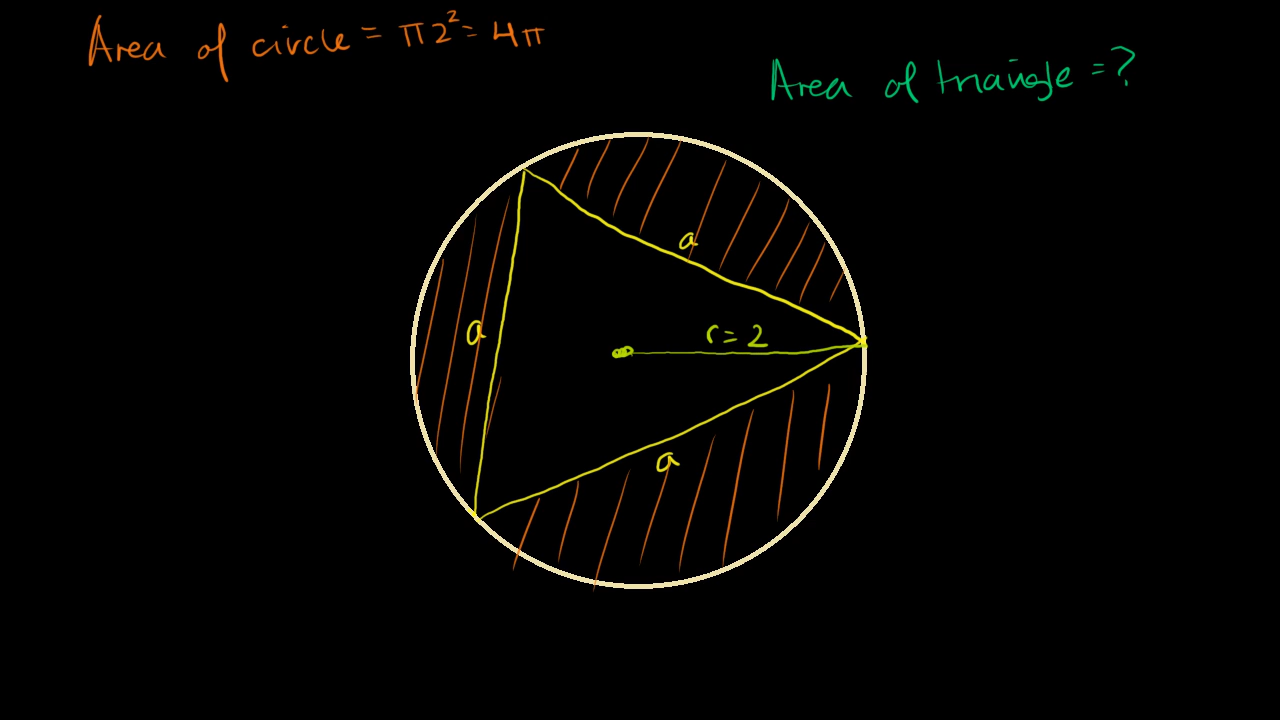 Area of circle = π2² = 4π
Area of triangle = ?
a
a
r = 2
a